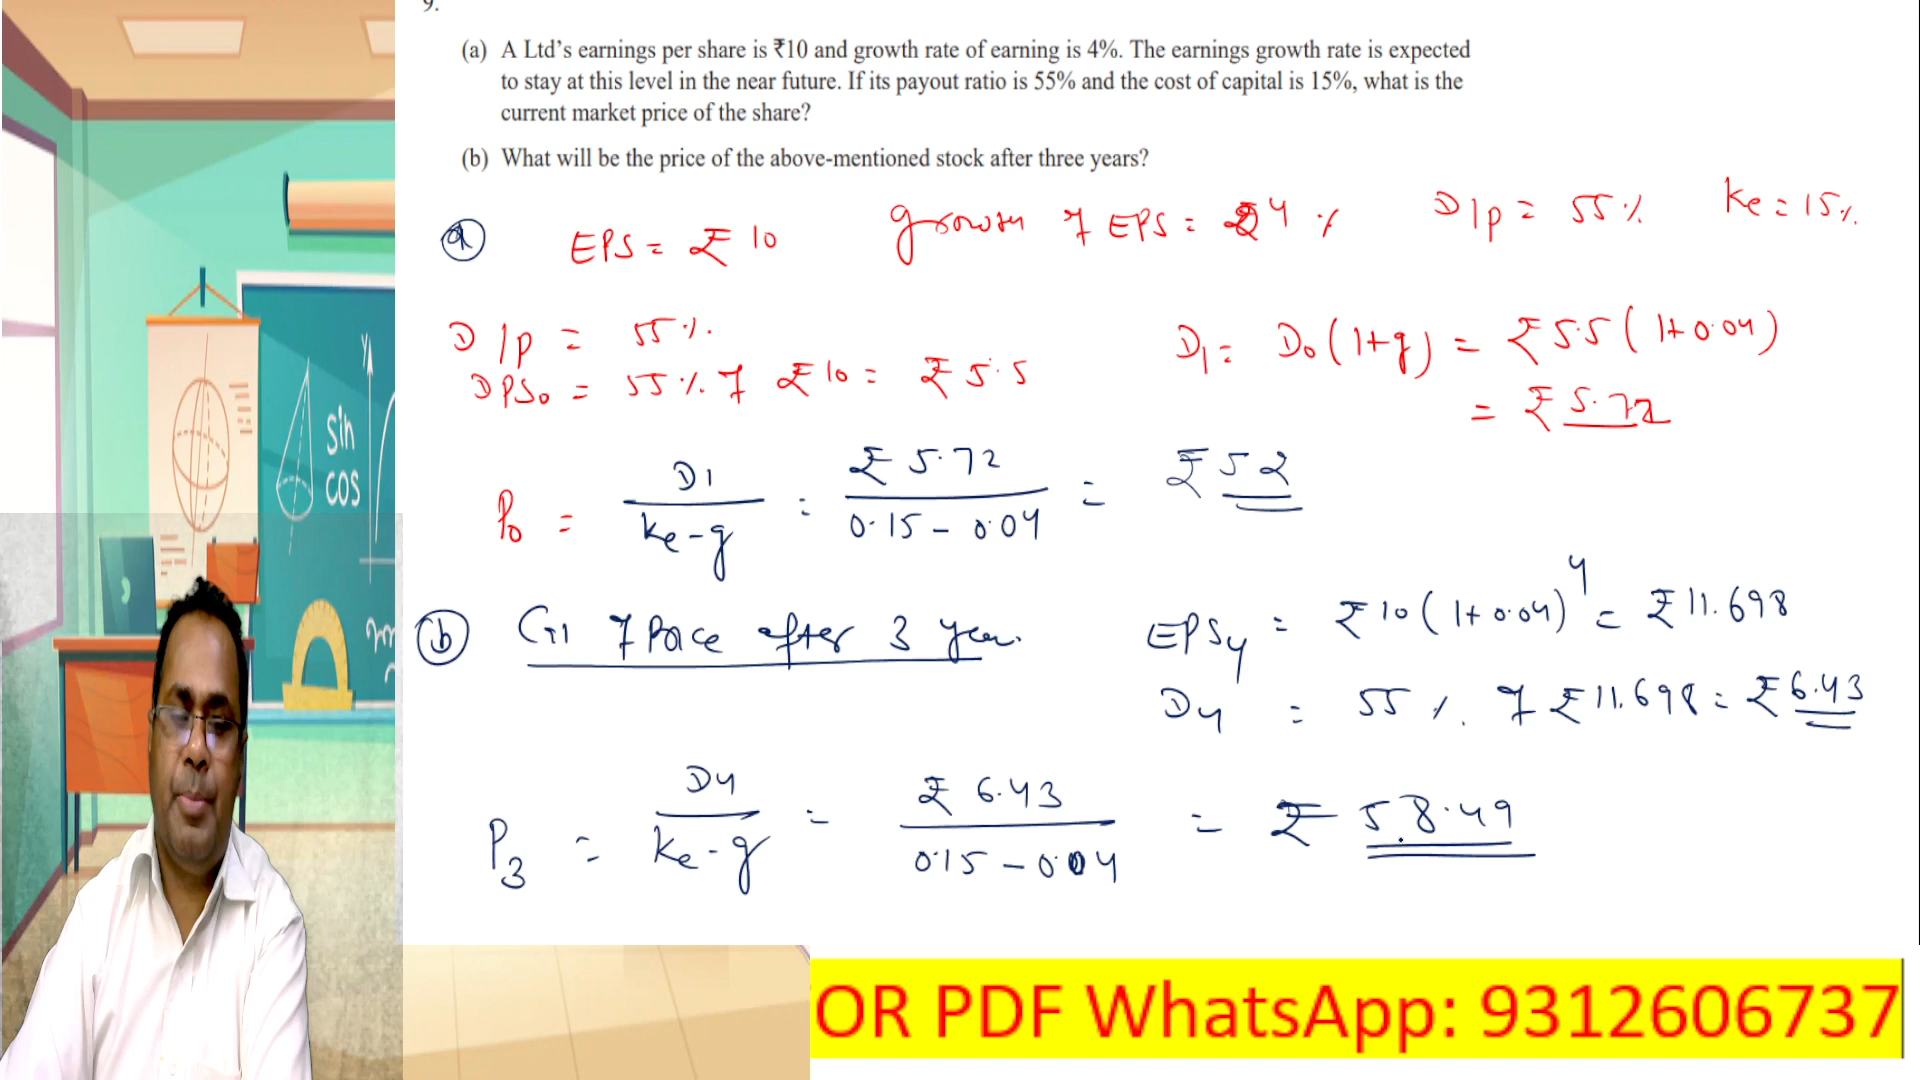 9.
(a) A Ltd’s earnings per share is ₹10 and growth rate of earning is 4%. The earnings growth rate is expected
to stay at this level in the near future. If its payout ratio is 55% and the cost of capital is 15%, what is the
current market price of the share?
(b) What will be the price of the above-mentioned stock after three years?
(a) EPS = ₹ 10 growth of EPS = 4 % D/p = 55 % Ke = 15%
D/p = 55 %.
DPS₀ = 55 %. of ₹ 10 = ₹ 5.5
D₁ = D₀ (1+g) = ₹ 5.5 (1+0.04)
= ₹ 5.72
P₀ = D1 / Ke-g = ₹ 5.72 / 0.15 - 0.04 = ₹ 52
(b) of Price after 3 year.
EPS₄ = ₹ 10 (1+0.04)⁴ = ₹ 11.698
D₄ = 55 %. of ₹ 11.698 = ₹ 6.43
P₃ = D4 / Ke-g = ₹ 6.43 / 0.15 - 0.04 = ₹ 58.49
sin
cos
y
OR PDF WhatsApp: 9312606737